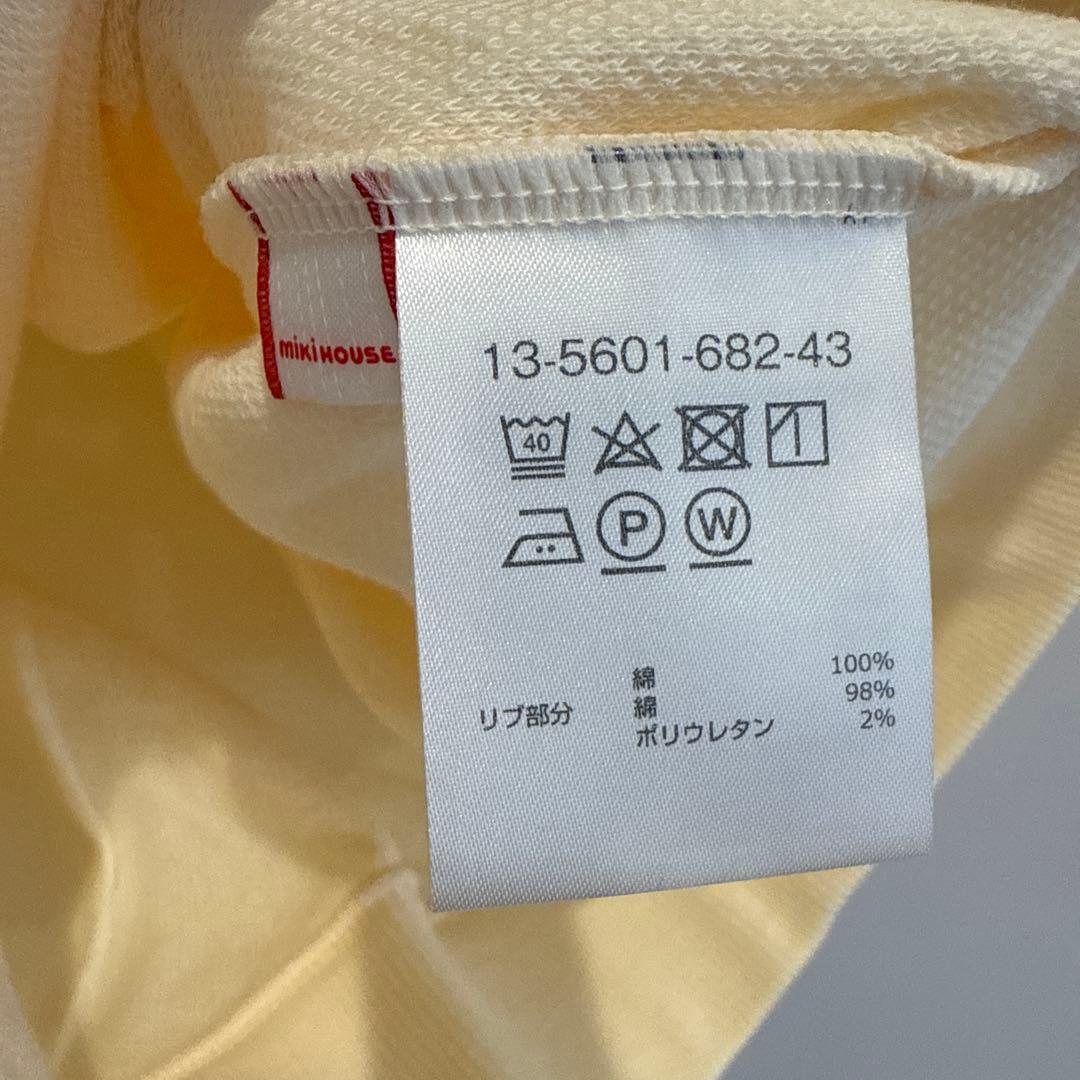 miKiHOUSE
13-5601-682-43
40
P W
綿 100%
リブ部分 綿 98%
ポリウレタン 2%